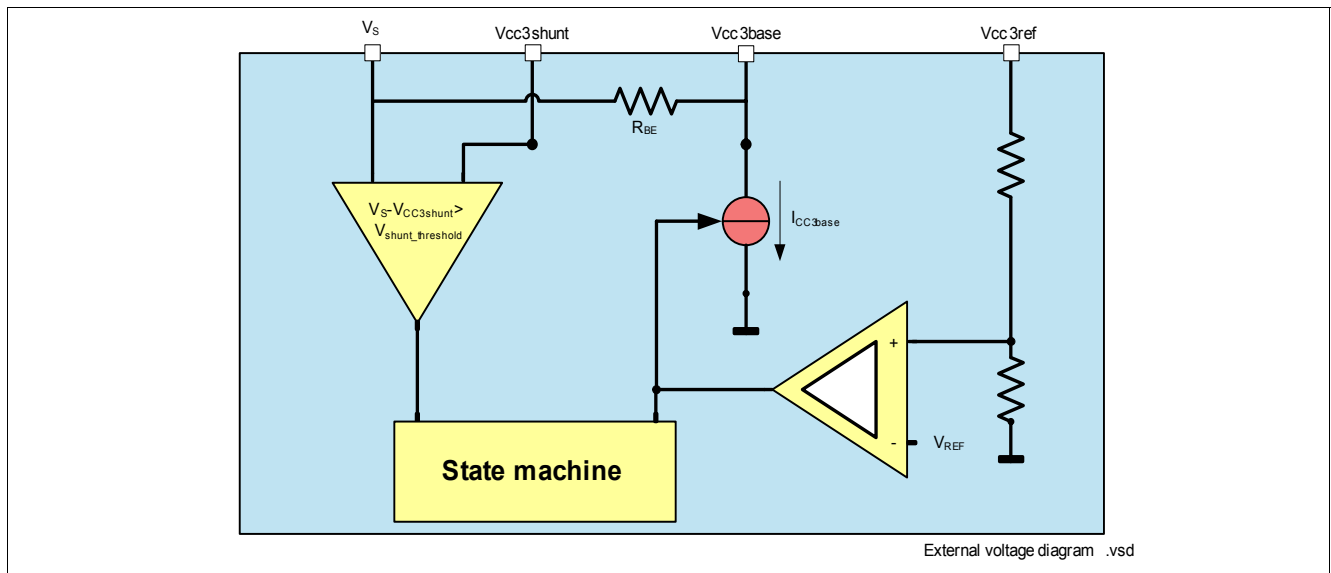 VS
Vcc3shunt
Vcc3base
Vcc3ref
RBE
VS-VCC3shunt>
Vshunt_threshold
ICC3base
+
-
VREF
State machine
External voltage diagram .vsd